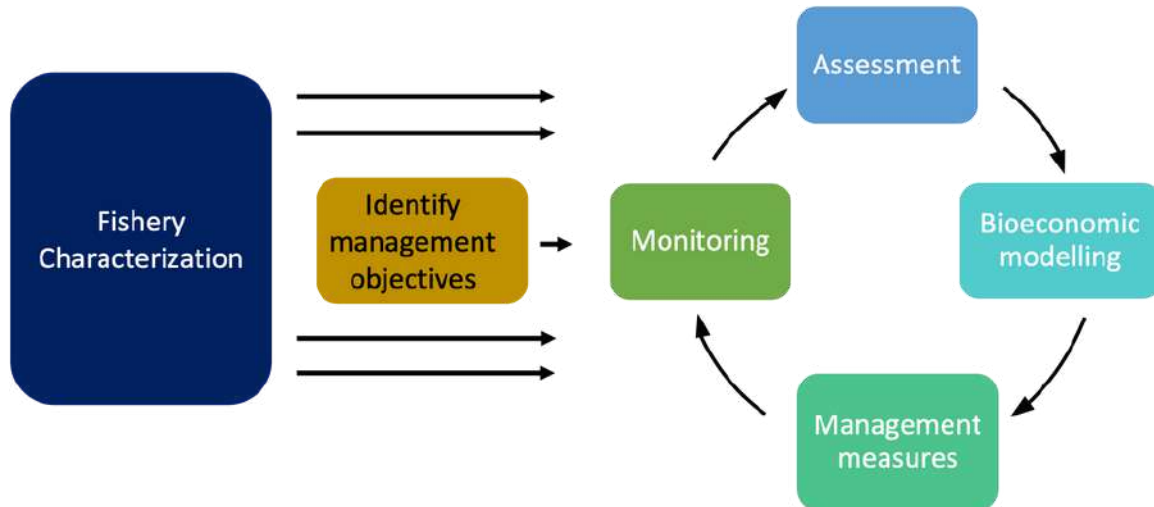 Fishery
Characterization
Identify
management
objectives
Monitoring
Assessment
Bioeconomic
modelling
Management
measures